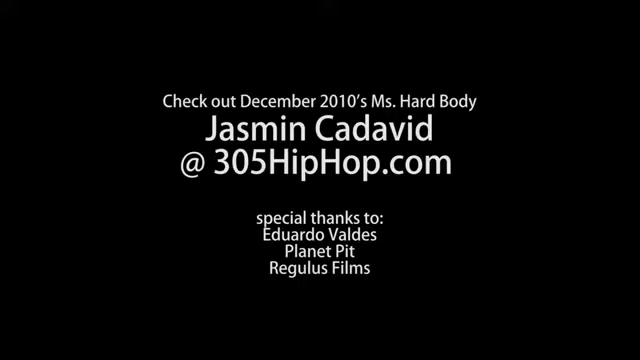 Check out December 2010's Ms. Hard Body
Jasmin Cadavid
@ 305HipHop.com
special thanks to:
Eduardo Valdes
Planet Pit
Regulus Films